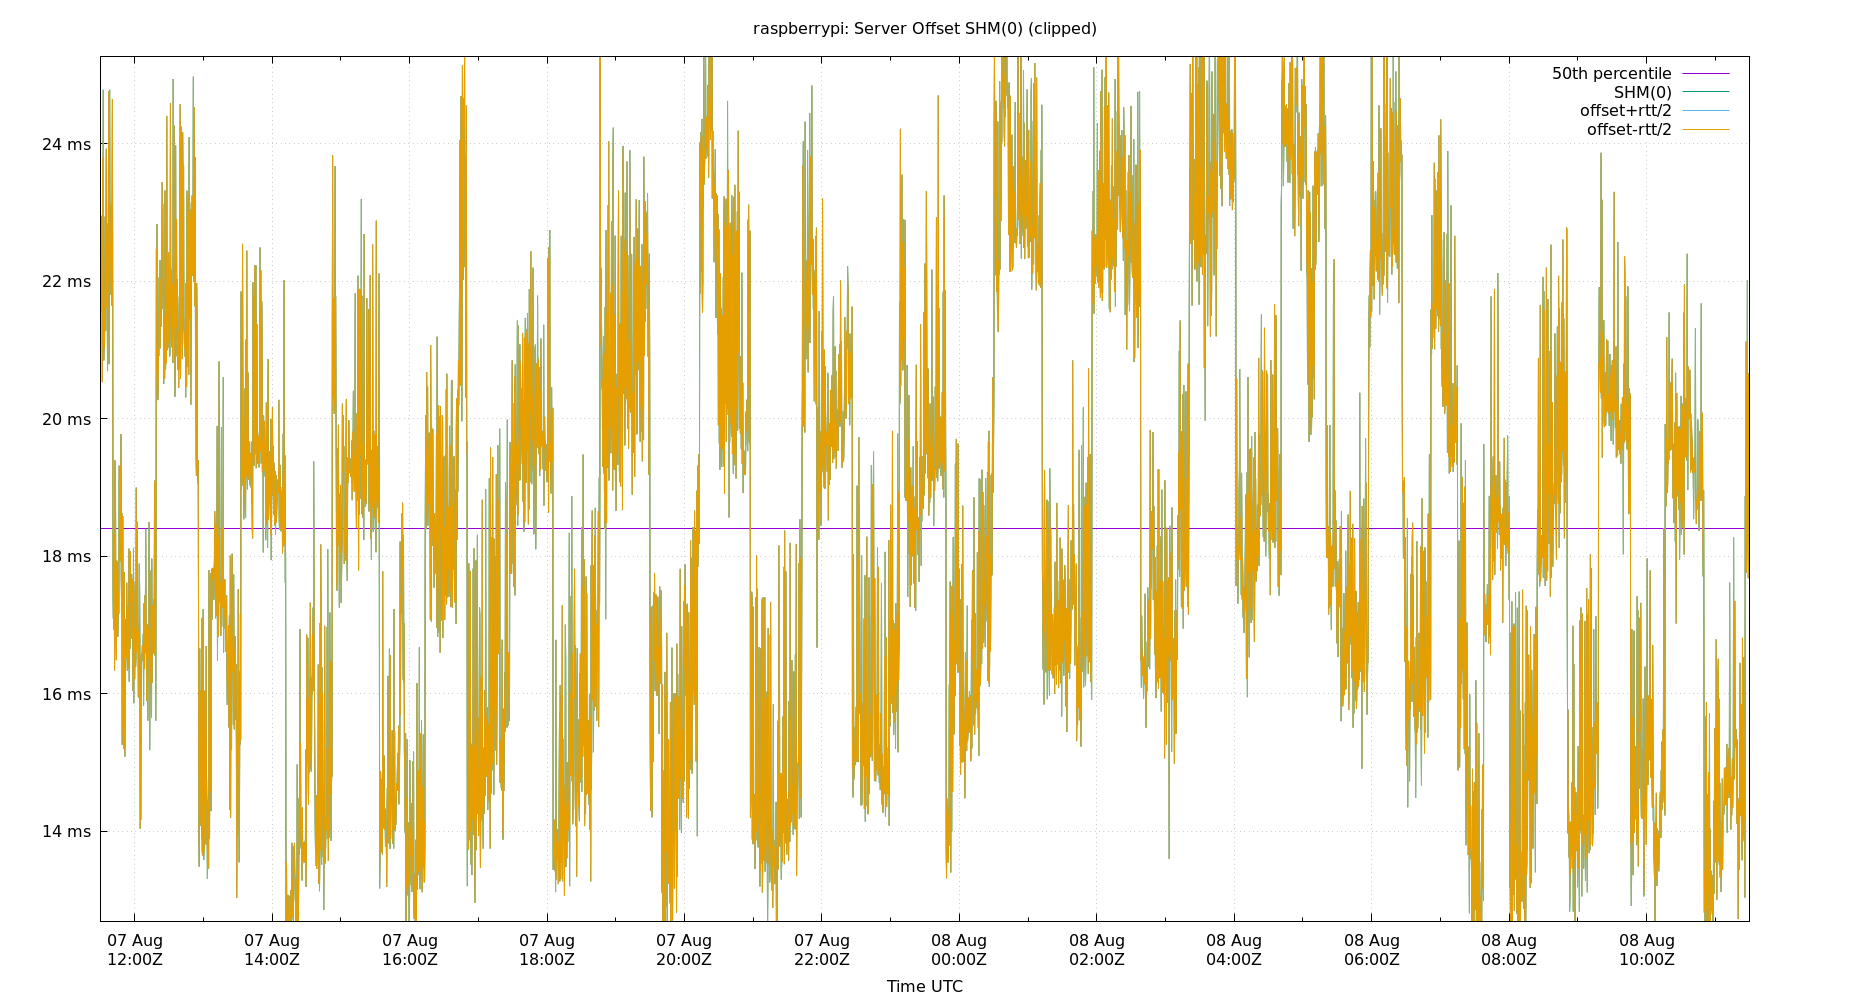 raspberrypi: Server Offset SHM(0) (clipped)
50th percentile
SHM(0)
offset+rtt/2
offset-rtt/2
24 ms
22 ms
20 ms
18 ms
16 ms
14 ms
07 Aug 07 Aug 07 Aug 07 Aug 07 Aug 07 Aug 08 Aug 08 Aug 08 Aug 08 Aug 08 Aug 08 Aug
12:00Z 14:00Z 16:00Z 18:00Z 20:00Z 22:00Z 00:00Z 02:00Z 04:00Z 06:00Z 08:00Z 10:00Z
Time UTC